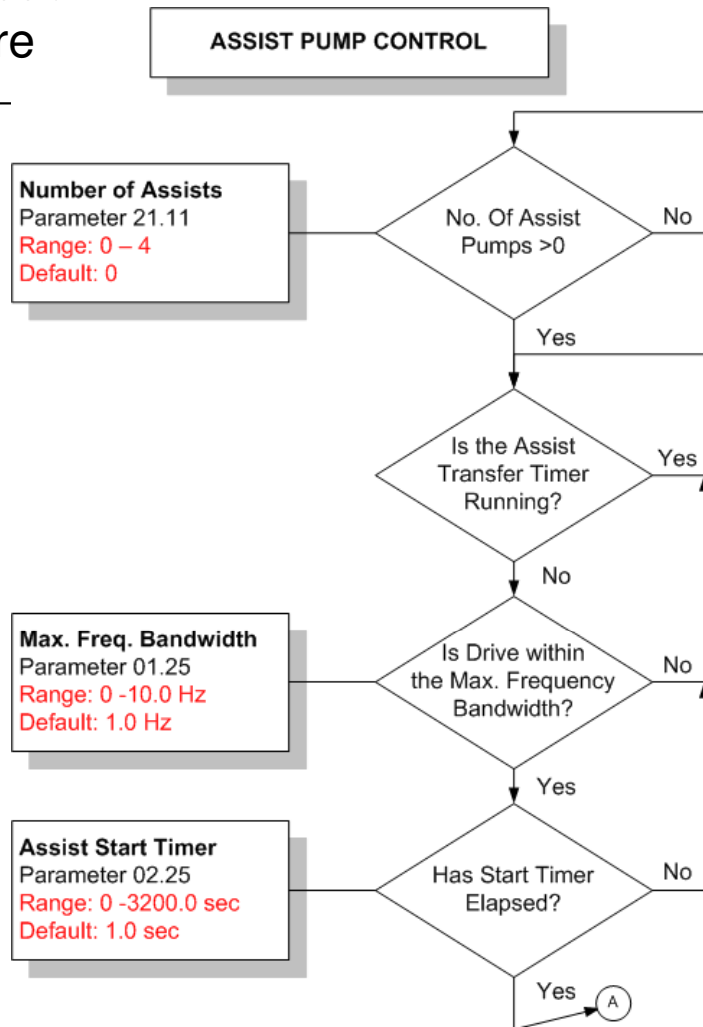 re
ASSIST PUMP CONTROL
Number of Assists
Parameter 21.11
Range: 0 – 4
Default: 0
No. Of Assist
Pumps >0
No
Yes
Is the Assist
Transfer Timer
Running?
Yes
No
Max. Freq. Bandwidth
Parameter 01.25
Range: 0 -10.0 Hz
Default: 1.0 Hz
Is Drive within
the Max. Frequency
Bandwidth?
No
Yes
Assist Start Timer
Parameter 02.25
Range: 0 -3200.0 sec
Default: 1.0 sec
Has Start Timer
Elapsed?
No
Yes
A